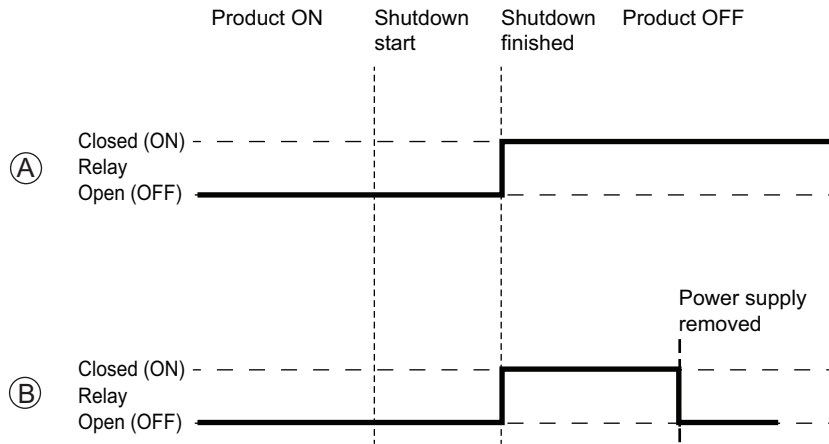 Product ON
Shutdown
start
Shutdown
finished
Product OFF
A
Closed (ON)
Relay
Open (OFF)
Power supply
removed
B
Closed (ON)
Relay
Open (OFF)